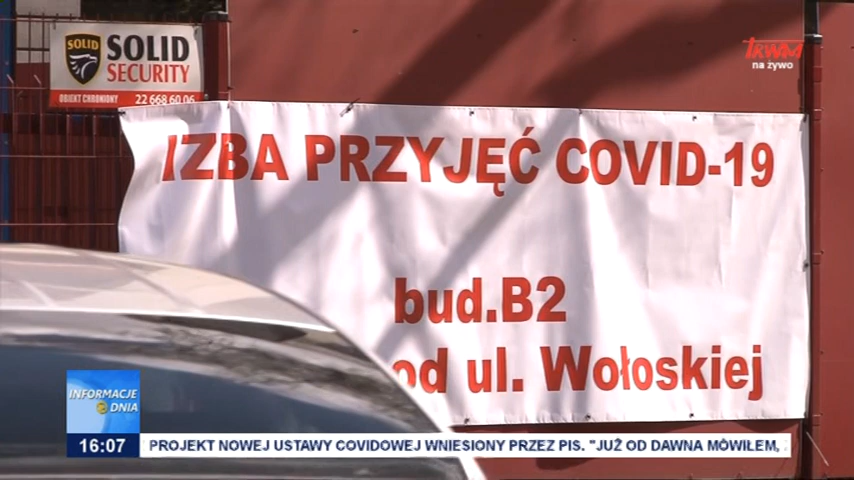 SOLID
SOLID
SECURITY
OBIEKT CHRONIONY 22 668 60 06
TRWAM
na żywo
IZBA PRZYJĘĆ COVID-19
bud.B2
od ul. Wołoskiej
INFORMACJE
DNIA
16:07 PROJEKT NOWEJ USTAWY COVIDOWEJ WNIESIONY PRZEZ PIS. "JUŻ OD DAWNA MÓWIŁEM,